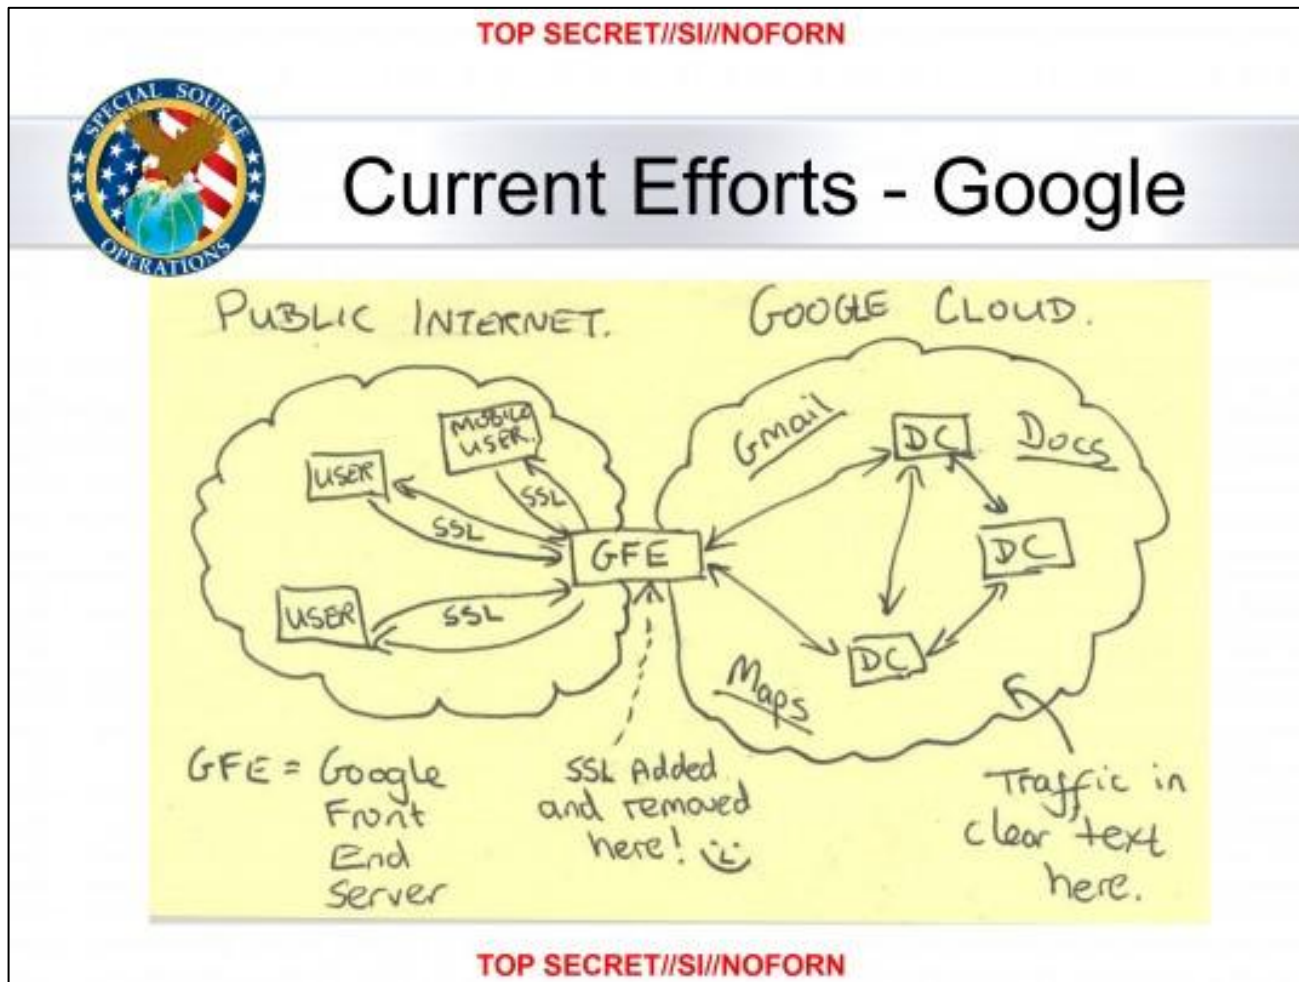 TOP SECRET//SI//NOFORN
SPECIAL SOURCE
OPERATIONS
Current Efforts - Google
PUBLIC INTERNET.
GOOGLE CLOUD.
MOBILE
USER.
USER
SSL
SSL
GFE
USER
SSL
Gmail
DC
Docs
DC
DC
Maps
GFE = Google
Front
End
Server
SSL Added
and removed
here!
Traffic in
clear text
here.
TOP SECRET//SI//NOFORN